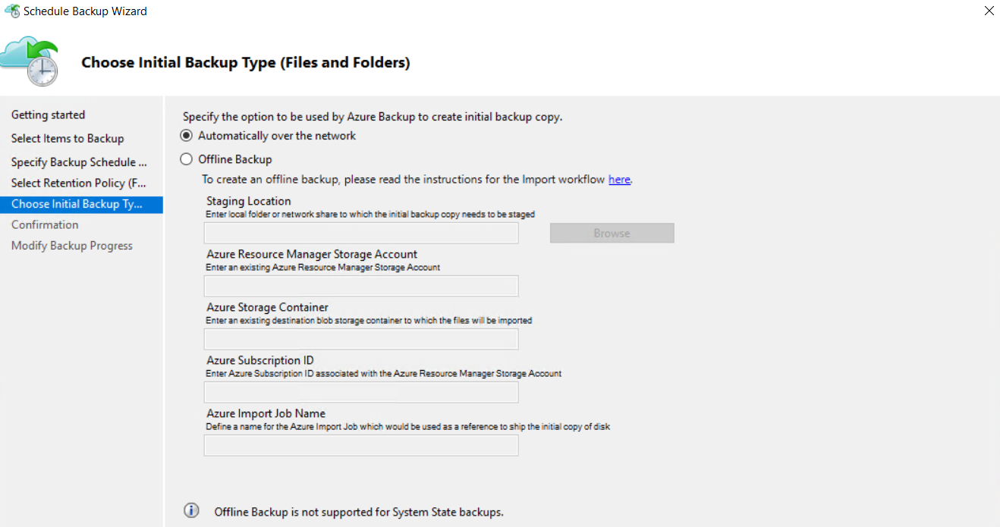 Schedule Backup Wizard
Choose Initial Backup Type (Files and Folders)
Getting started
Select Items to Backup
Specify Backup Schedule ...
Select Retention Policy (F...
Choose Initial Backup Ty...
Confirmation
Modify Backup Progress
Specify the option to be used by Azure Backup to create initial backup copy.
Automatically over the network
Offline Backup
To create an offline backup, please read the instructions for the Import workflow here.
Staging Location
Enter local folder or network share to which the initial backup copy needs to be staged
Browse
Azure Resource Manager Storage Account
Enter an existing Azure Resource Manager Storage Account
Azure Storage Container
Enter an existing destination blob storage container to which the files will be imported
Azure Subscription ID
Enter Azure Subscription ID associated with the Azure Resource Manager Storage Account
Azure Import Job Name
Define a name for the Azure Import Job which would be used as a reference to ship the initial copy of disk
Offline Backup is not supported for System State backups.